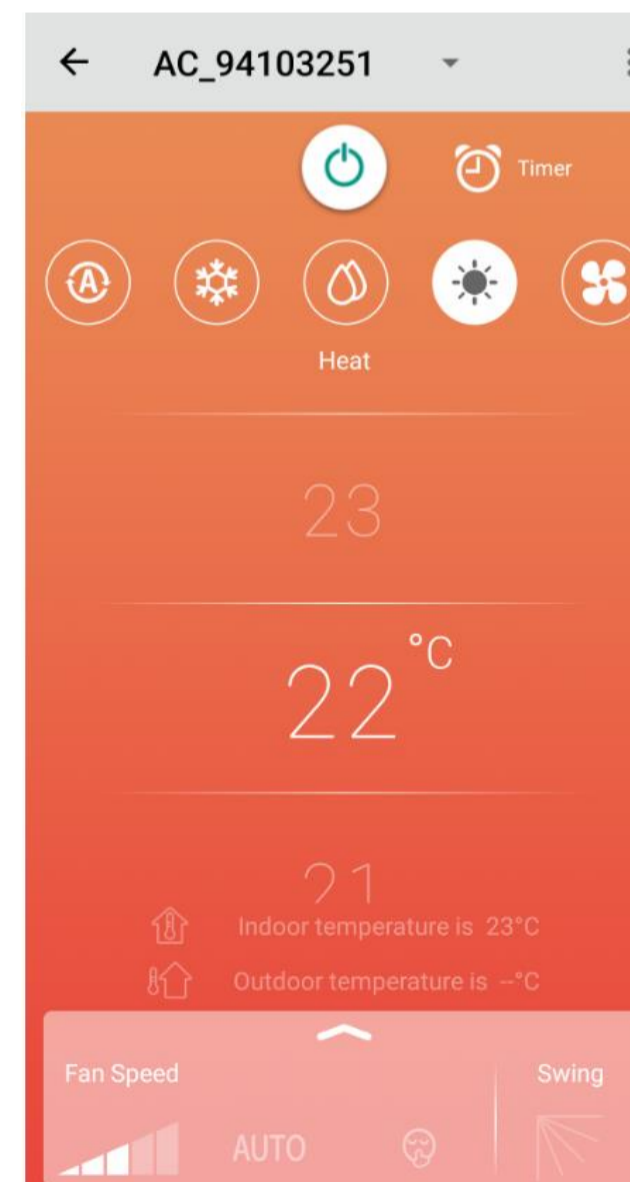 AC_94103251
Timer
A
Heat
23
22 °C
21
Indoor temperature is 23°C
Outdoor temperature is --°C
Fan Speed
Swing
AUTO